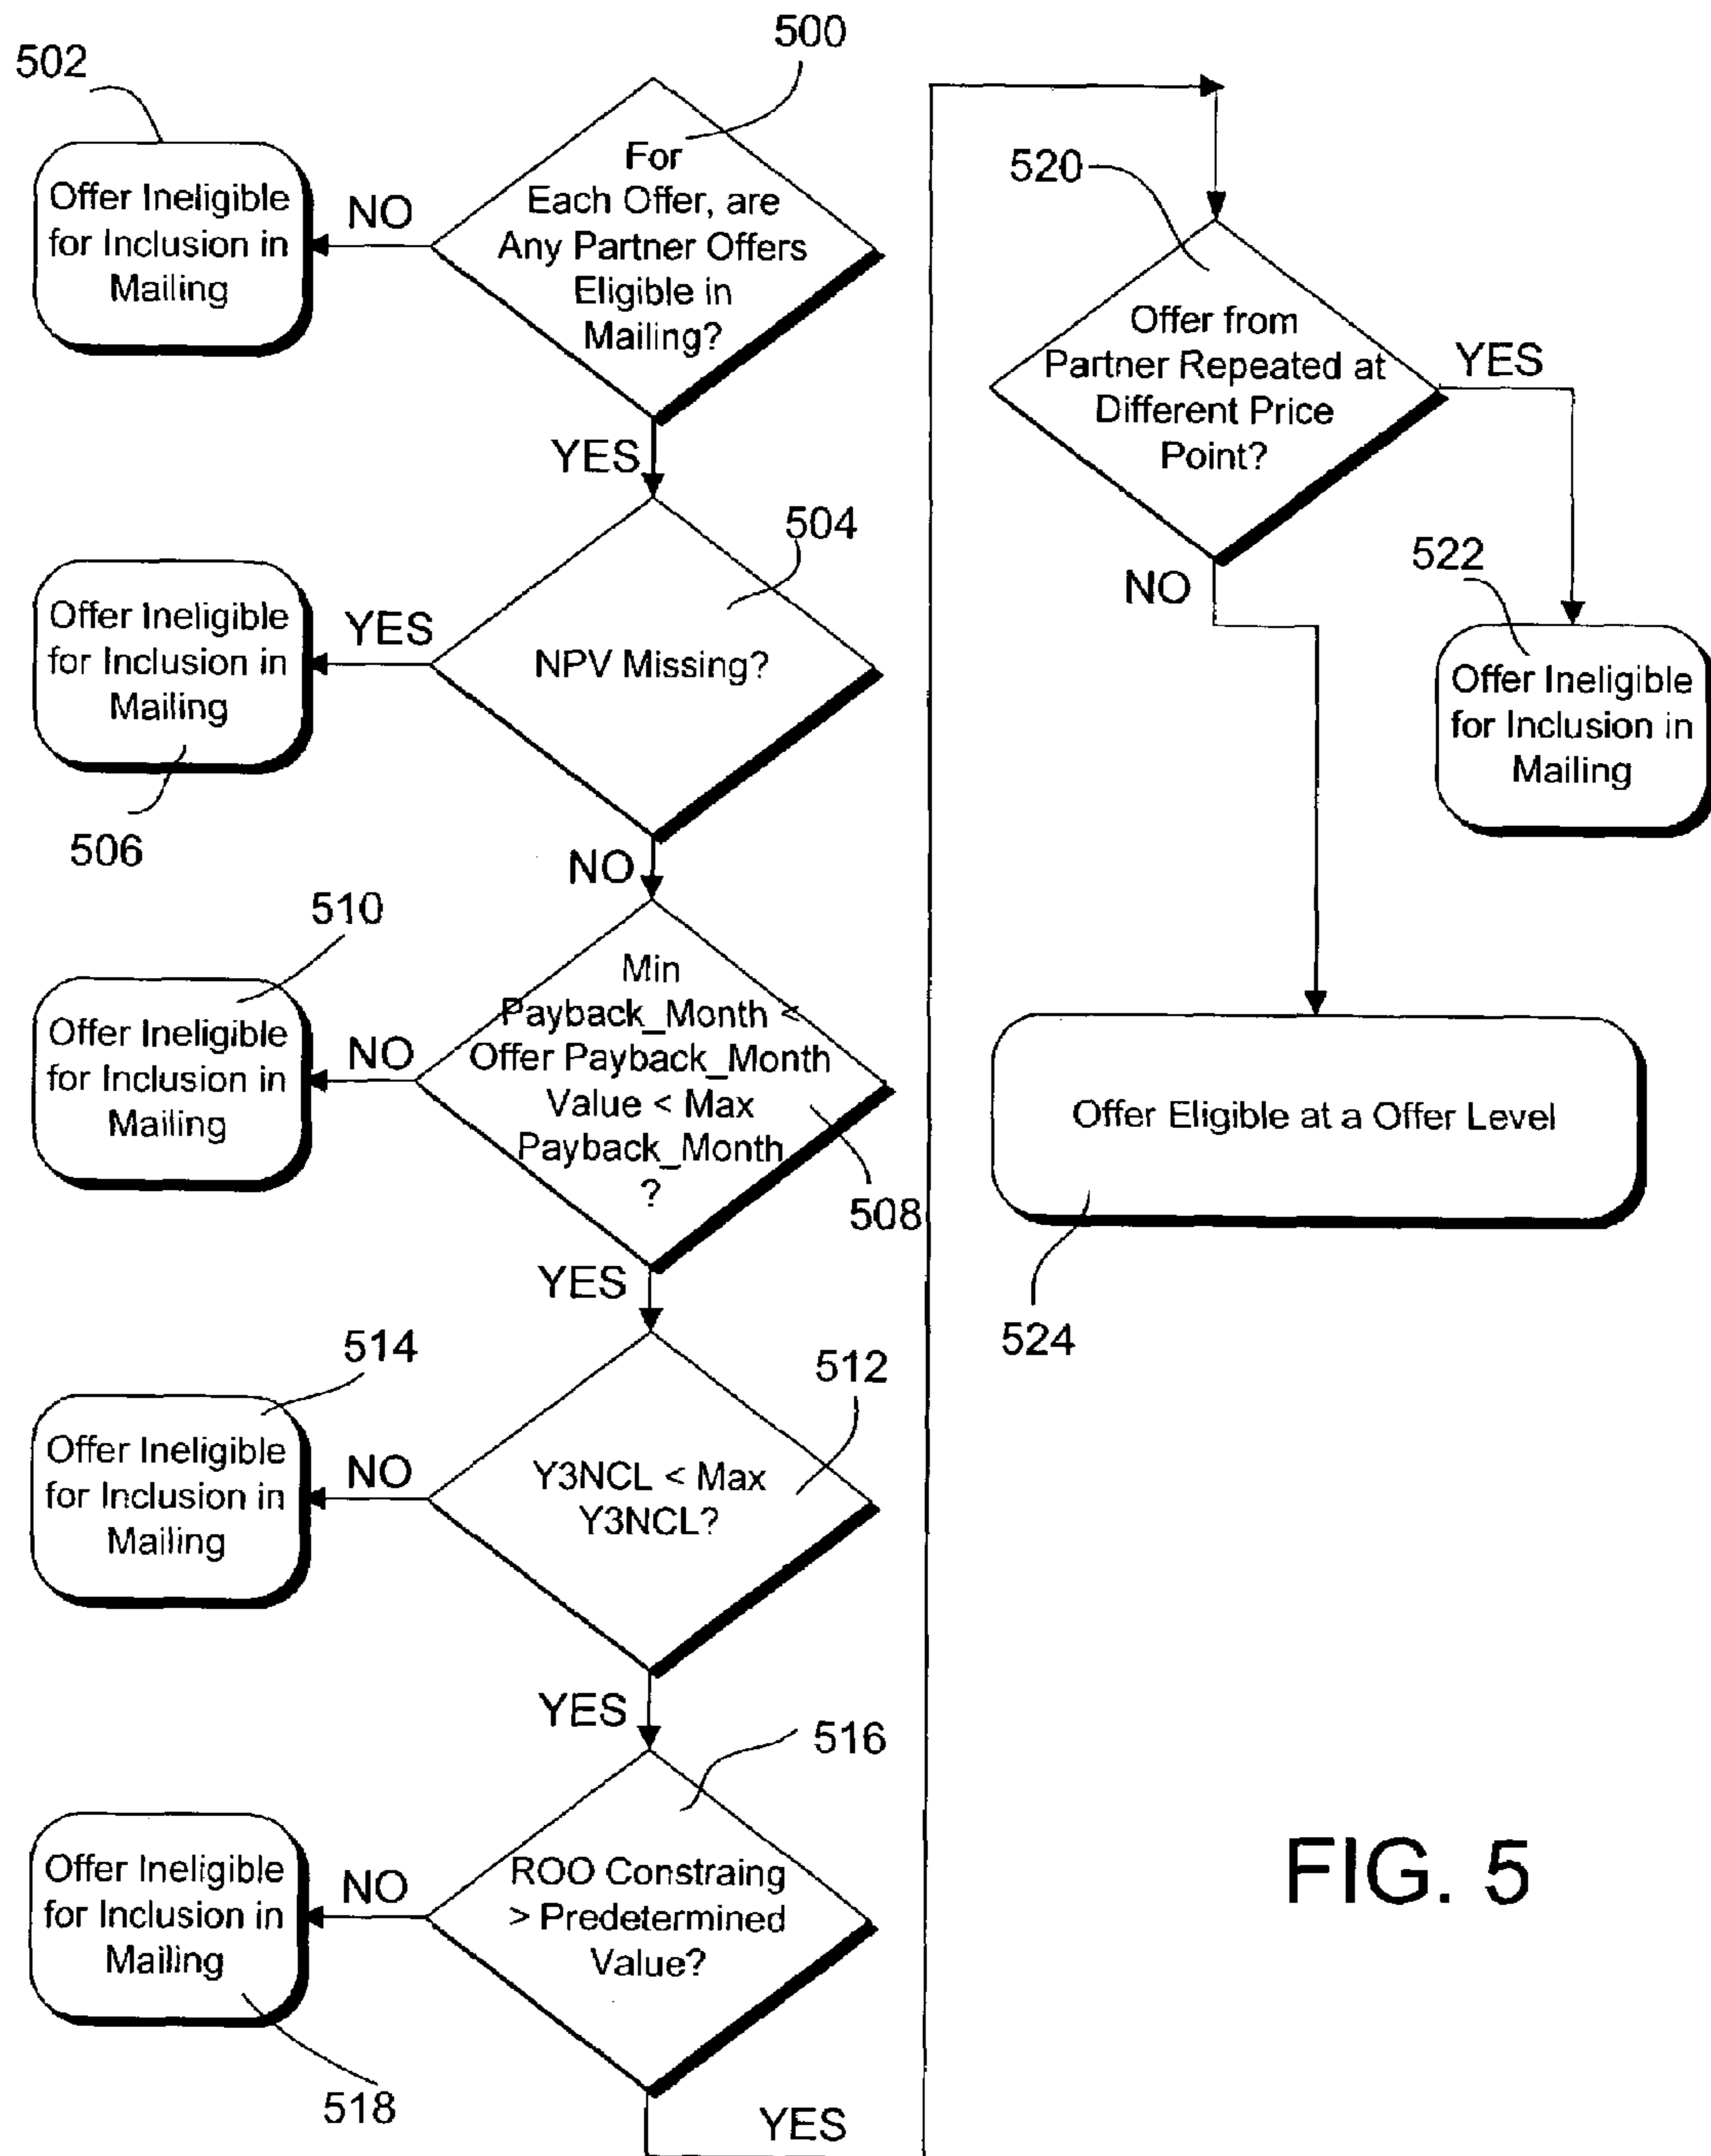 500
502
For
Each Offer, are
Any Partner Offers
Eligible in
Mailing?
NO
Offer Ineligible
for Inclusion in
Mailing
YES
504
NPV Missing?
YES
Offer Ineligible
for Inclusion in
Mailing
506
NO
510
Min
Payback_Month <
Offer Payback_Month
Value < Max
Payback_Month
?
508
NO
Offer Ineligible
for Inclusion in
Mailing
YES
514
512
Y3NCL < Max
Y3NCL?
NO
Offer Ineligible
for Inclusion in
Mailing
YES
516
ROO Constraing
> Predetermined
Value?
NO
Offer Ineligible
for Inclusion in
Mailing
518
YES
520
Offer from
Partner Repeated at
Different Price
Point?
YES
522
Offer Ineligible
for Inclusion in
Mailing
NO
Offer Eligible at a Offer Level
524
FIG. 5